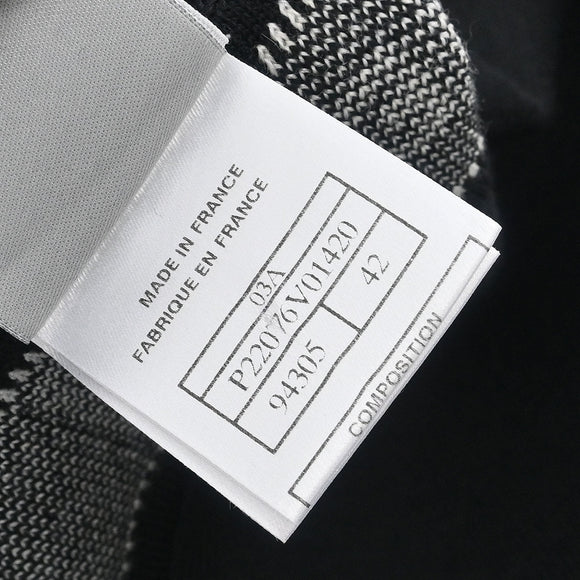 MADE IN FRANCE
FABRIQUE EN FRANCE
03A
P22076V01420
94305 42
COMPOSITION